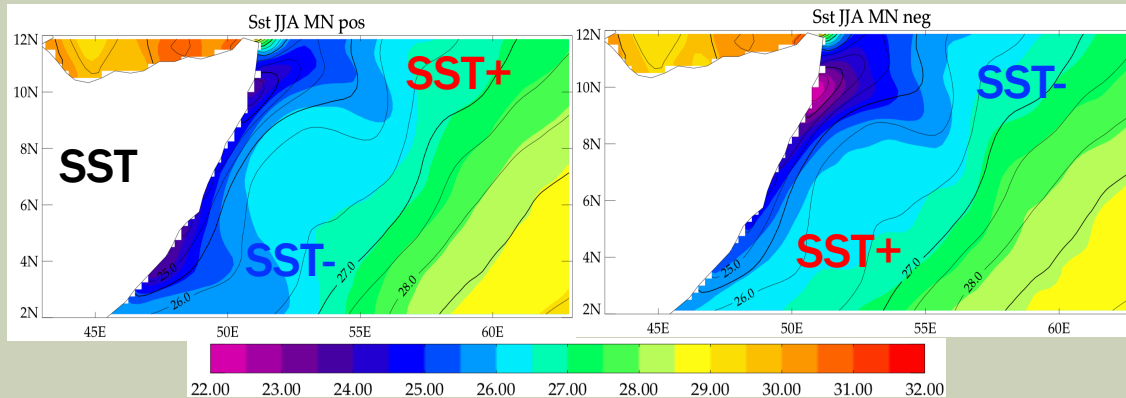 Sst JJA MN pos
12N
10N
8N
6N
4N
2N
45E 50E 55E 60E
SST
SST+
SST-
25.0
26.0
27.0
28.0
Sst JJA MN neg
12N
10N
8N
6N
4N
2N
45E 50E 55E 60E
SST-
SST+
25.0
26.0
27.0
28.0
22.00 23.00 24.00 25.00 26.00 27.00 28.00 29.00 30.00 31.00 32.00